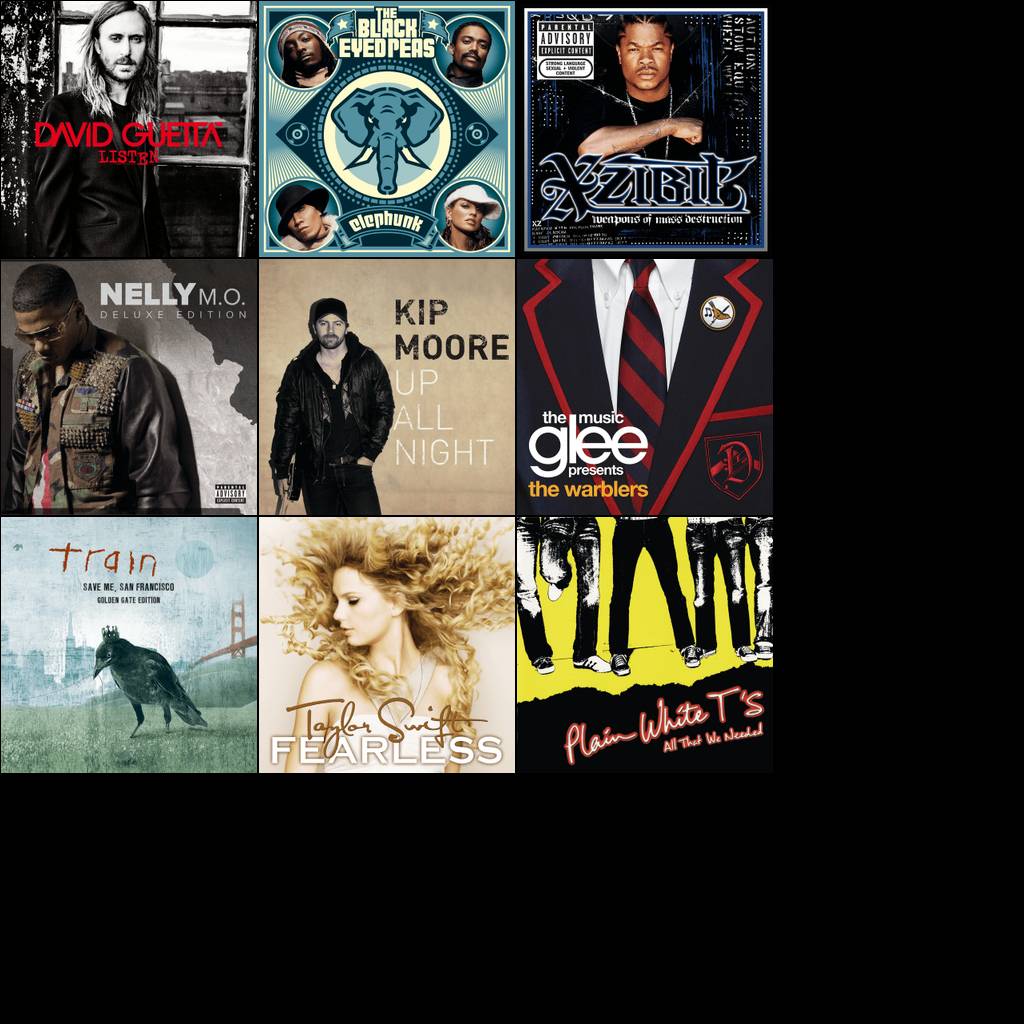 DAVID GUETTA
LISTEN
THE
BLACK
EYED PEAS
elephunk
PARENTAL
ADVISORY
EXPLICIT CONTENT
STRONG LANGUAGE
SEXUAL + VIOLENT
CONTENT
XZIBIT
weapons of mass destruction
XZ
NELLY M.O.
DELUXE EDITION
PARENTAL
ADVISORY
EXPLICIT CONTENT
KIP
MOORE
UP
ALL
NIGHT
the music
glee
presents
the warblers
D
train
SAVE ME, SAN FRANCISCO
GOLDEN GATE EDITION
Taylor Swift
FEARLESS
Plain White T's
All That We Needed